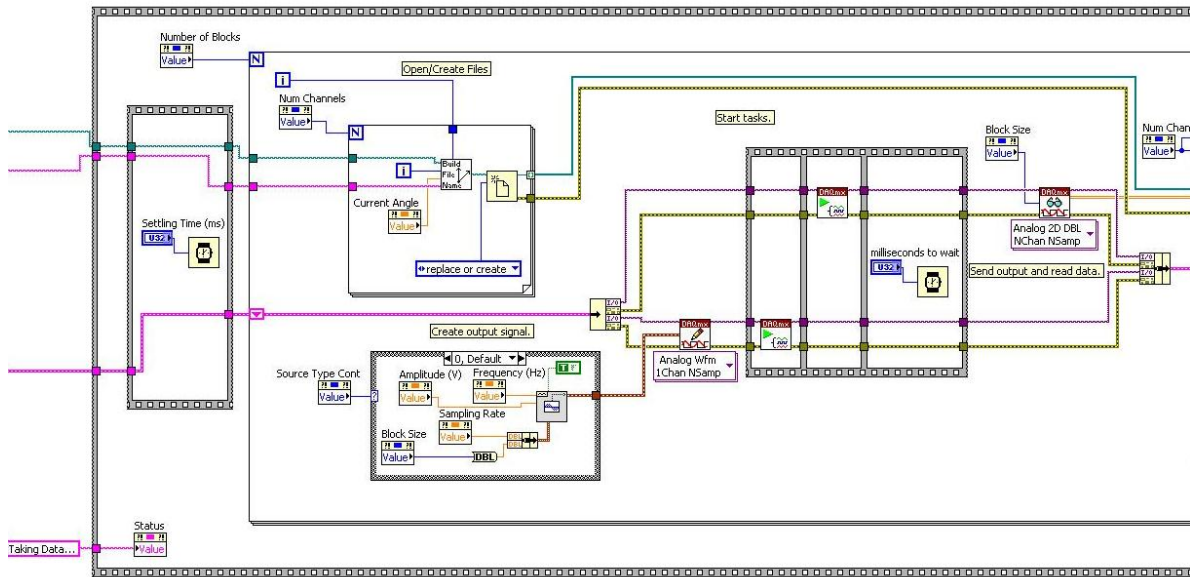 Number of Blocks
?! ?!
Value
N
i
Open/Create Files
Num Channels
?! ?!
Value
N
Build
File
Name
i
Current Angle
?! ?!
Value
replace or create
Start tasks.
Block Size
?! ?!
Value
Num Chan
?! ?!
Value
Settling Time (ms)
U32
DAQmx
DAQmx
Analog 2D DBL
NChan NSamp
milliseconds to wait
U32
Send output and read data.
I/O
I/O
I/O
I/O
Create output signal.
DAQmx
DAQmx
Analog Wfm
1Chan NSamp
0, Default
Source Type Cont
?! ?!
Value
?
Amplitude (V)
?! ?!
Value
Frequency (Hz)
?! ?!
Value
T F
Sampling Rate
?! ?!
Value
DBL
DBL
Block Size
?! ?!
Value
DBL
Status
?! ?!
Value
Taking Data...